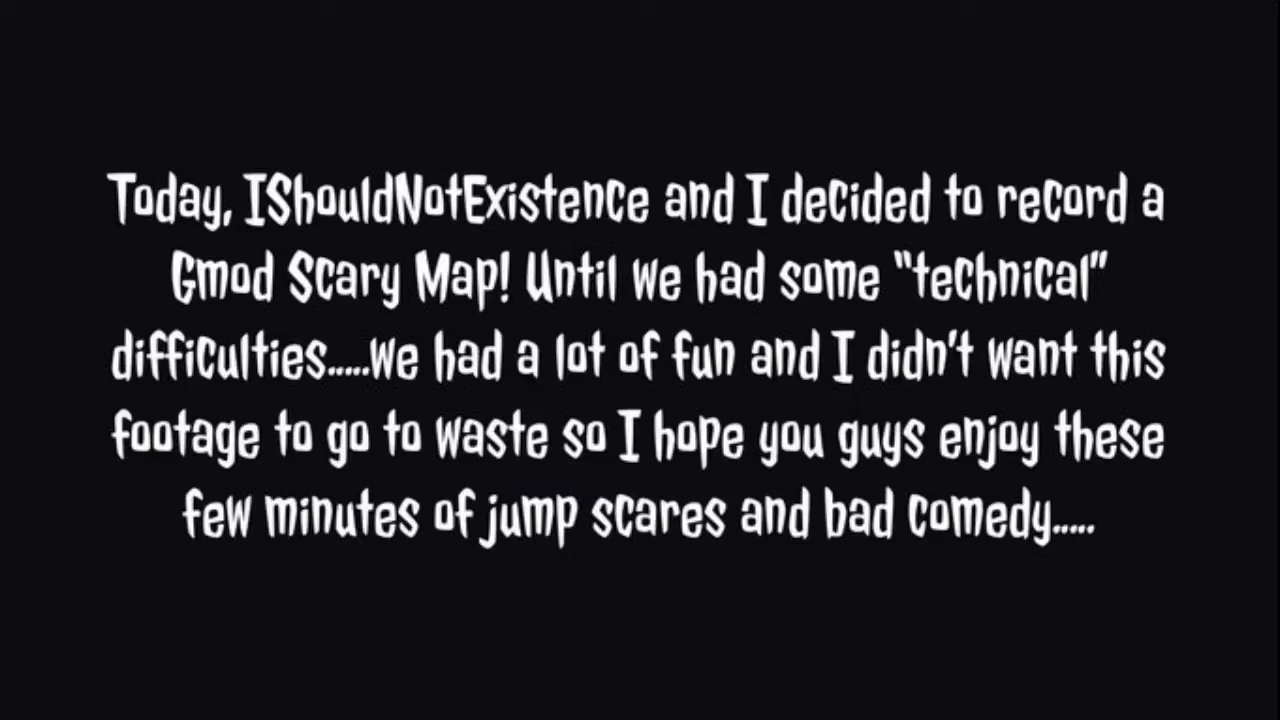 Today, IShouldNotExistence and I decided to record a
Gmod Scary Map! Until we had some "technical"
difficulties.....we had a lot of fun and I didn't want this
footage to go to waste so I hope you guys enjoy these
few minutes of jump scares and bad comedy.....